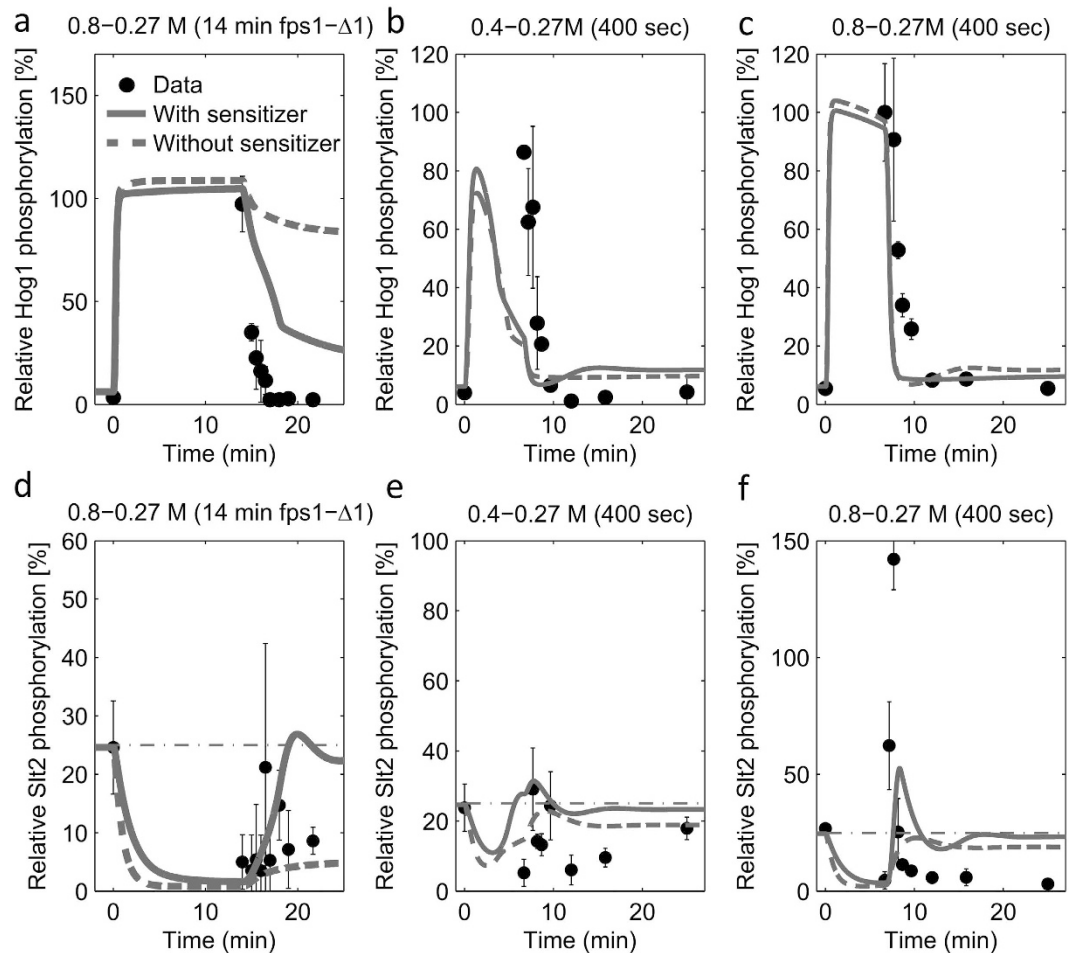 a
0.8−0.27 M (14 min fps1−Δ1)
Relative Hog1 phosphorylation [%]
150
100
50
0
Data
With sensitizer
Without sensitizer
0
10
20
Time (min)
b
0.4−0.27M (400 sec)
Relative Hog1 phosphorylation [%]
120
100
80
60
40
20
0
0
10
20
Time (min)
c
0.8−0.27M (400 sec)
Relative Hog1 phosphorylation [%]
120
100
80
60
40
20
0
0
10
20
Time (min)
d
0.8−0.27 M (14 min fps1−Δ1)
Relative Slt2 phosphorylation [%]
60
50
40
30
20
10
0
0
10
20
Time (min)
e
0.4−0.27 M (400 sec)
Relative Slt2 phosphorylation [%]
100
80
60
40
20
0
0
10
20
Time (min)
f
0.8−0.27 M (400 sec)
Relative Slt2 phosphorylation [%]
150
100
50
0
0
10
20
Time (min)